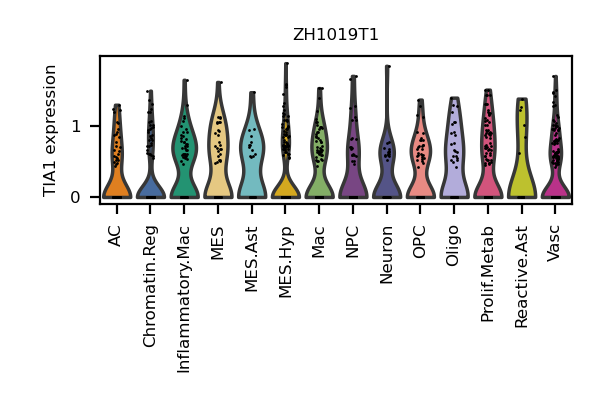 ZH1019T1
TIA1 expression
1
0
AC
Chromatin.Reg
Inflammatory.Mac
MES
MES.Ast
MES.Hyp
Mac
NPC
Neuron
OPC
Oligo
Prolif.Metab
Reactive.Ast
Vasc